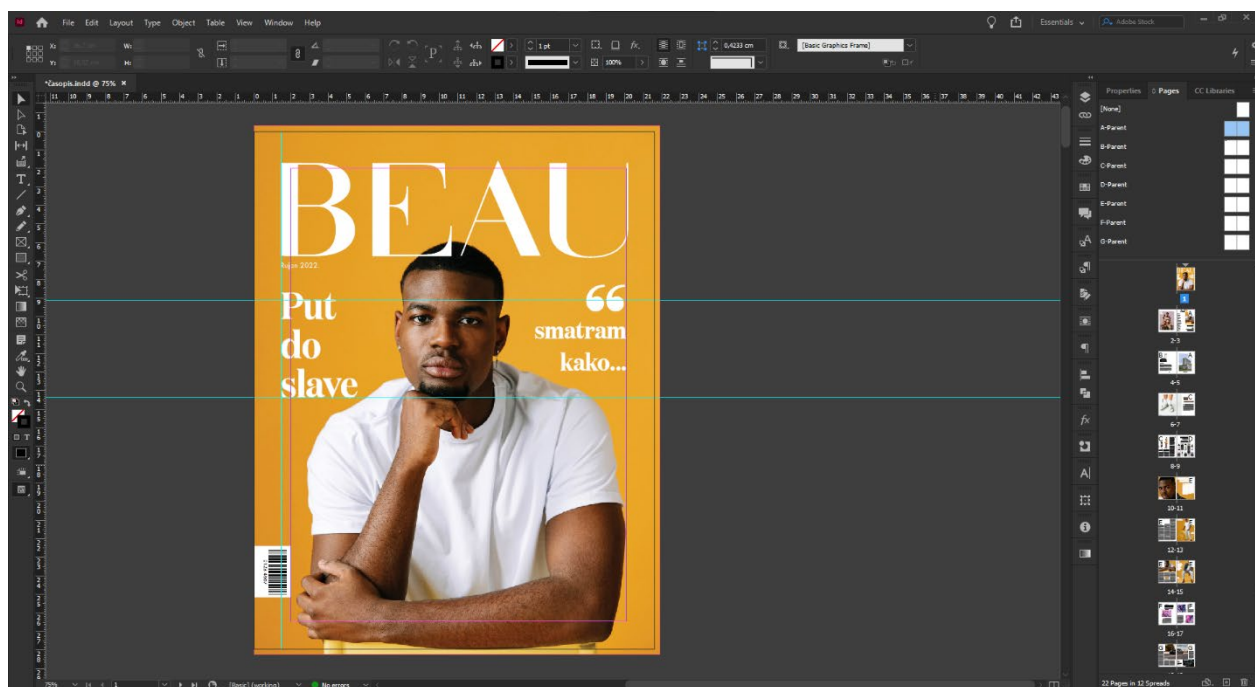 File Edit Layout Type Object Table View Window Help
Essentials
Adobe Stock
X:
W:
1 pt
0,4233 cm
[Basic Graphics Frame]
Y:
H:
100%
*časopis.indd @ 75%
Properties Pages CC Libraries
[None]
A-Parent
B-Parent
C-Parent
D-Parent
E-Parent
F-Parent
G-Parent
BEAU
Rujan 2022.
Put
do
slave
“
smatram
kako...
1
2-3
4-5
6-7
8-9
10-11
12-13
14-15
16-17
75%
1
[Basic] (working)
No errors
22 Pages in 12 Spreads